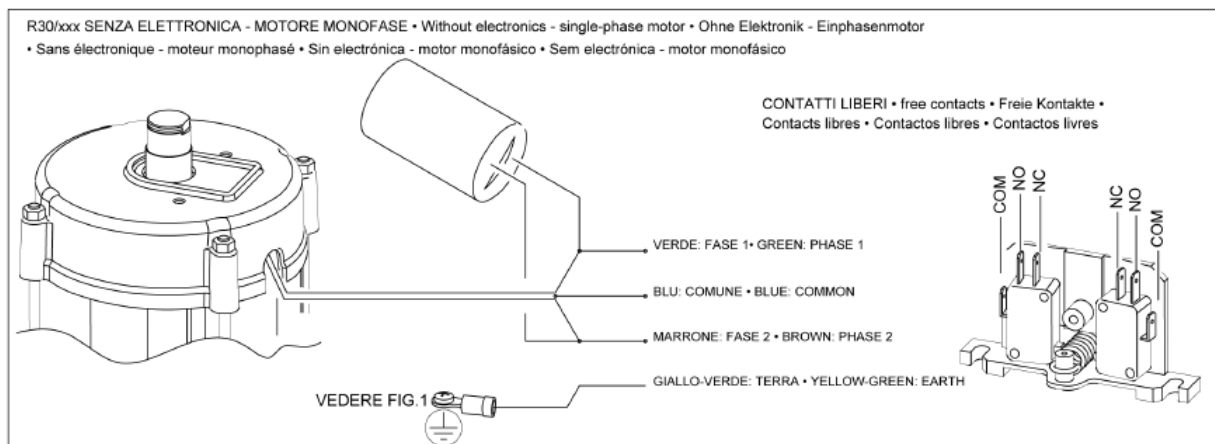 R30/xxx SENZA ELETTRONICA - MOTORE MONOFASE • Without electronics - single-phase motor • Ohne Elektronik - Einphasenmotor
• Sans électronique - moteur monophasé • Sin electrónica - motor monofásico • Sem electrónica - motor monofásico
CONTATTI LIBERI • free contacts • Freie Kontakte •
Contacts libres • Contactos libres • Contactos livres
COM
NO
NC
NC
NO
COM
VERDE: FASE 1• GREEN: PHASE 1
BLU: COMUNE • BLUE: COMMON
MARRONE: FASE 2 • BROWN: PHASE 2
GIALLO-VERDE: TERRA • YELLOW-GREEN: EARTH
VEDERE FIG.1